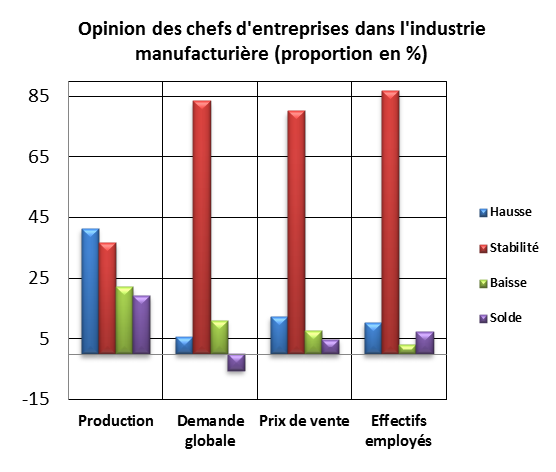 Opinion des chefs d'entreprises dans l'industrie
manufacturière (proportion en %)
85
65
45
25
5
-15
Hausse
Stabilité
Baisse
Solde
Production
Demande
globale
Prix de vente
Effectifs
employés